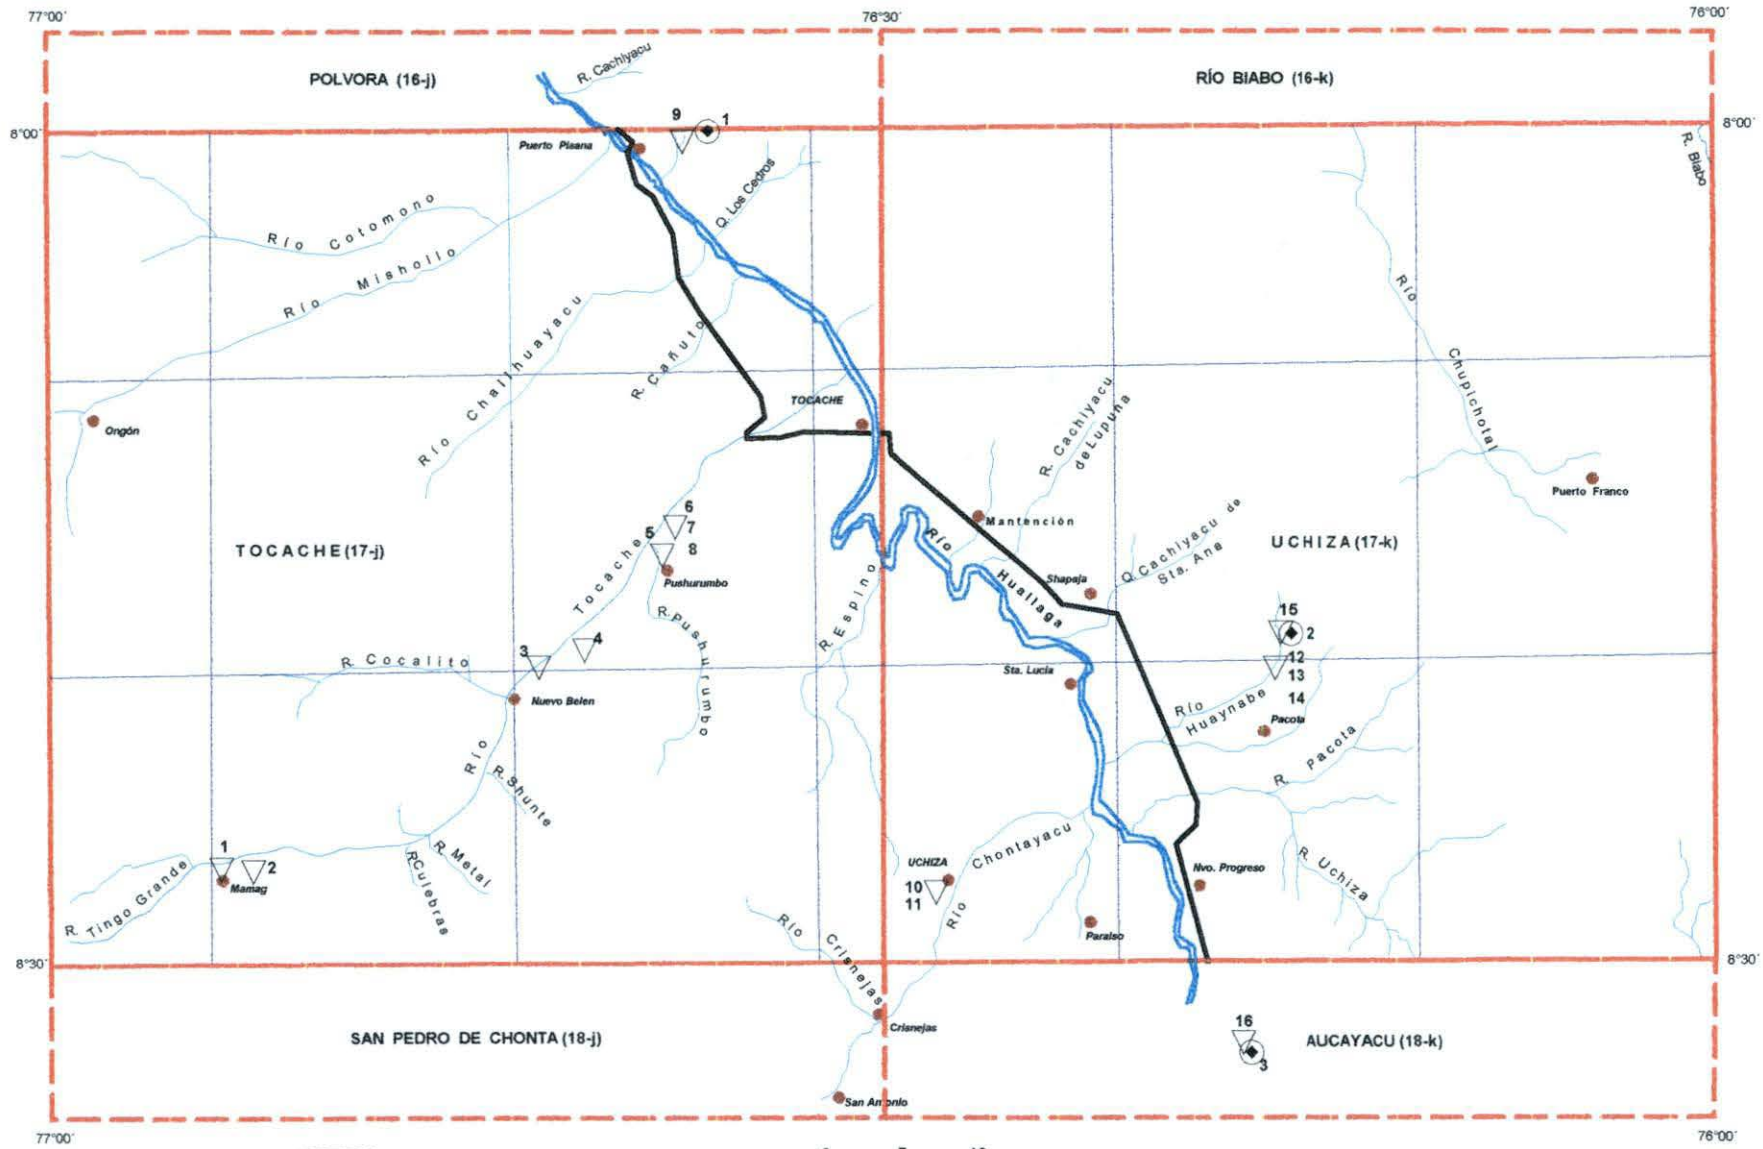 77°00´
76°30´
76°00´
POLVORA (16-j)
R. Cachiyacu
RÍO BIABO (16-k)
8°00´
9
1
8°00´
Puerto Pisana
R. Biabo
Q. Los Cedros
Río Cotomono
Río Mishollo
Río Challhuayacu
R. Cañuto
Río Chupichotal
TOCACHE
R. Cachiyacu
de Lupuna
Ongón
Puerto Franco
6
7
5
8
Mantención
Q. Cachiyacu de
Sta. Ana
TOCACHE (17-j)
UCHIZA (17-k)
Río Huallaga
Pushurumbo
Shapaja
Río Tocache
R. Pushurumbo
R. Espino
15
2
3
4
R. Cocalito
Sta. Lucia
12
13
14
Nuevo Belen
Río
Huaynabe
Pacota
R. Pacota
R. Shunte
R. Metal
R. Culebras
1
2
Mamag
R. Tingo Grande
Río Chontayacu
UCHIZA
10
11
Nvo. Progreso
R. Uchiza
Paraiso
Río Crisnejas
8°30´
8°30´
Crisnejas
SAN PEDRO DE CHONTA (18-j)
16
3
AUCAYACU (18-k)
San Antonio
77°00´
76°00´